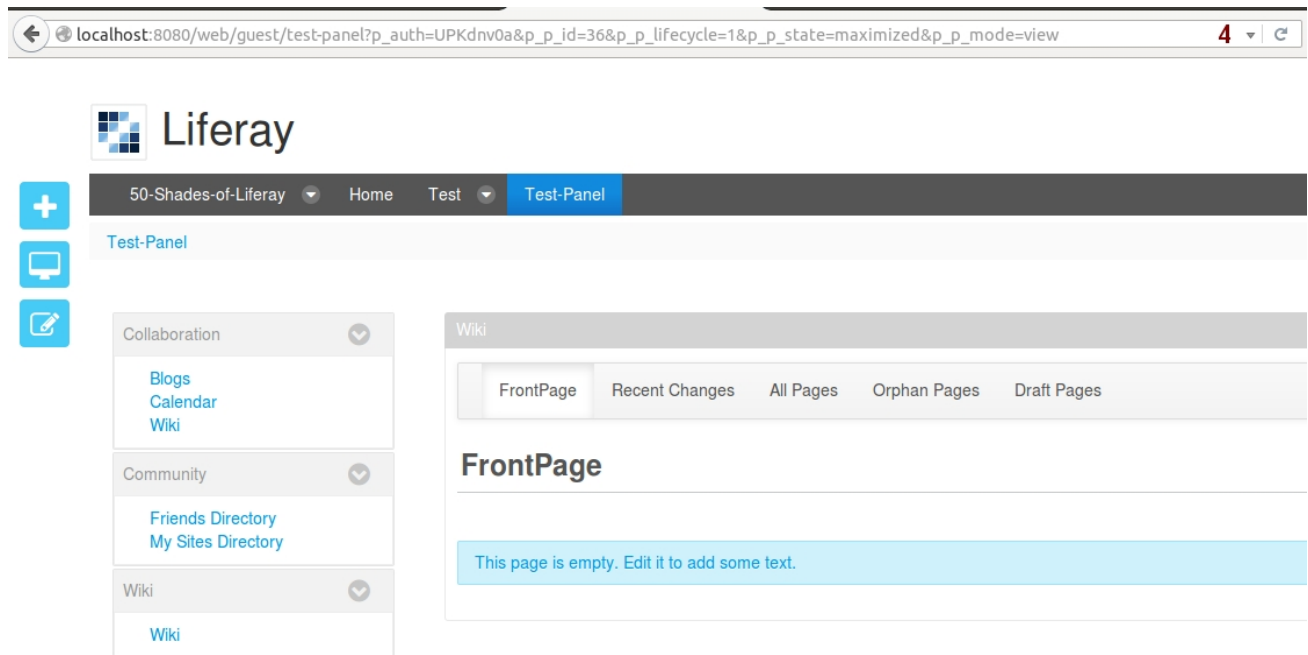 localhost:8080/web/guest/test-panel?p_auth=UPKdnv0a&p_p_id=36&p_p_lifecycle=1&p_p_state=maximized&p_p_mode=view 4
Liferay
50-Shades-of-Liferay Home Test Test-Panel
Test-Panel
Collaboration
Blogs
Calendar
Wiki
Community
Friends Directory
My Sites Directory
Wiki
Wiki
Wiki
FrontPage Recent Changes All Pages Orphan Pages Draft Pages
FrontPage
This page is empty. Edit it to add some text.